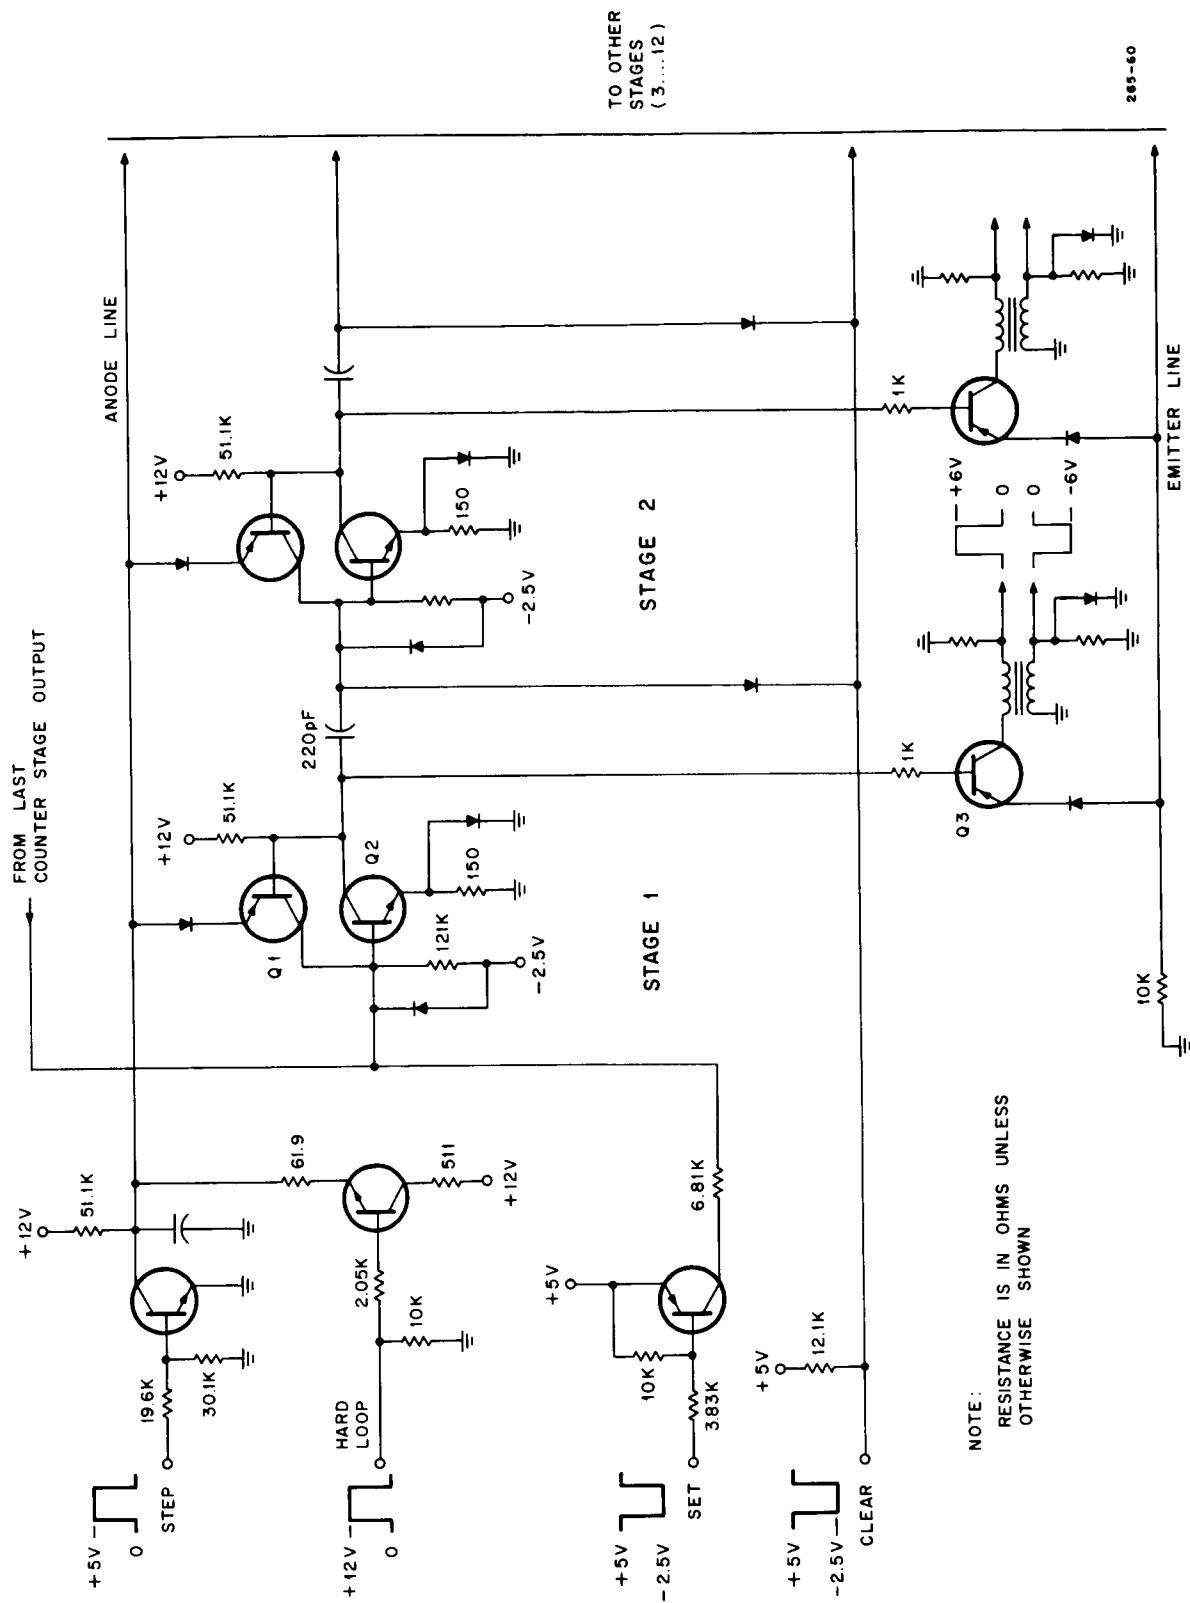 FROM LAST
COUNTER STAGE OUTPUT
ANODE LINE
+12V
51.1K
+5V
0
STEP
19.6K
30.1K
61.9
511
+12V
HARD
LOOP
+12V
0
2.05K
10K
+12V
51.1K
Q1
Q2
121K
150
-2.5V
STAGE 1
220pF
+12V
51.1K
150
-2.5V
STAGE 2
TO OTHER
STAGES
(3....12)
+5V
-2.5V
SET
+5V
10K
3.83K
6.81K
+5V
-2.5V
CLEAR
+5V
12.1K
1K
Q3
1K
+6V
0
0
-6V
10K
EMITTER LINE
NOTE:
RESISTANCE IS IN OHMS UNLESS
OTHERWISE SHOWN
265-60